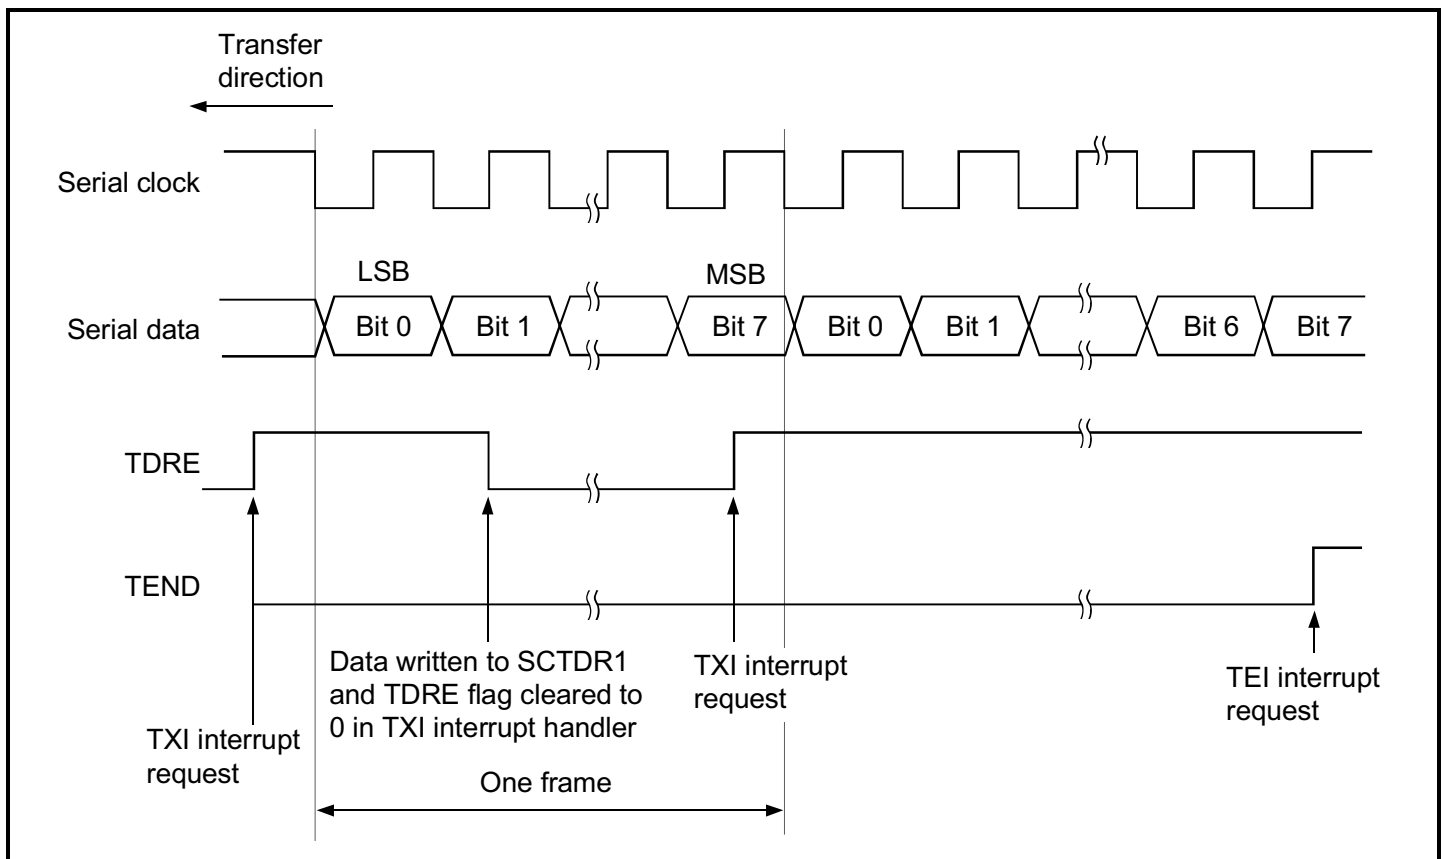 Transfer
direction
Serial clock
LSB
MSB
Serial data
Bit 0
Bit 1
Bit 7
Bit 0
Bit 1
Bit 6
Bit 7
TDRE
TEND
Data written to SCTDR1
and TDRE flag cleared to
0 in TXI interrupt handler
TXI interrupt
request
TEI interrupt
request
TXI interrupt
request
One frame